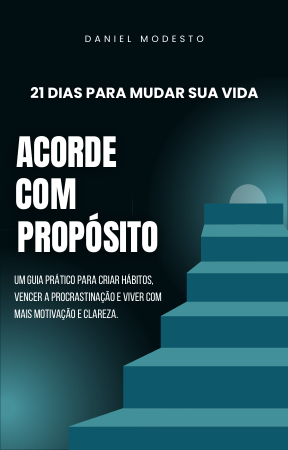 DANIEL MODESTO
21 DIAS PARA MUDAR SUA VIDA
ACORDE
COM
PROPÓSITO
UM GUIA PRÁTICO PARA CRIAR HÁBITOS,
VENCER A PROCRASTINAÇÃO E VIVER COM
MAIS MOTIVAÇÃO E CLAREZA.